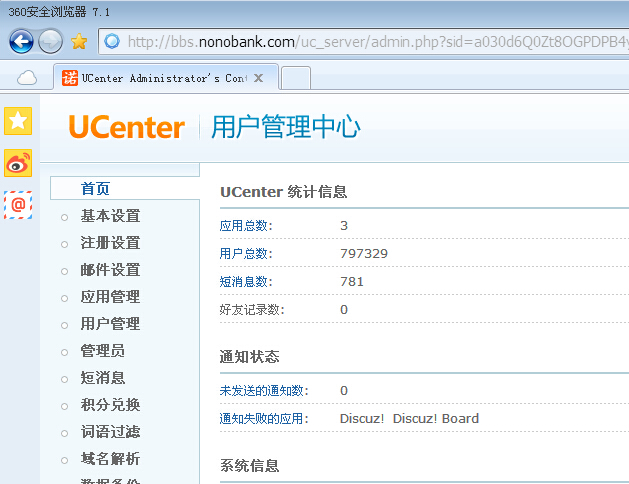 360安全浏览器 7.1
http://bbs.nonobank.com/uc_server/admin.php?sid=a030d6Q0Zt8OGPDPB4y
诺 UCenter Administrator's Cont
UCenter 用户管理中心
@
首页
基本设置
注册设置
邮件设置
应用管理
用户管理
管理员
短消息
积分兑换
词语过滤
域名解析
数据备份
UCenter 统计信息
应用总数: 3
用户总数: 797329
短消息数: 781
好友记录数: 0
通知状态
未发送的通知数: 0
通知失败的应用: Discuz! Discuz! Board
系统信息